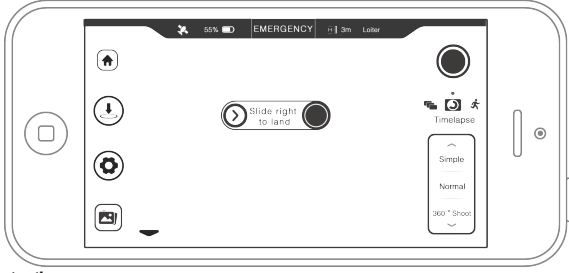 55% EMERGENCY 3m Loiter
Slide right
to land
Timelapse
Simple
Normal
360° Shoot